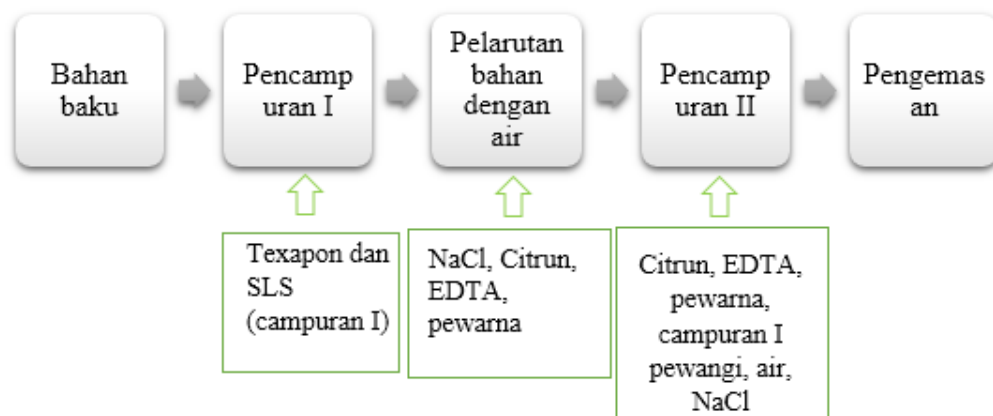 Bahan
baku
Pencamp
uran I
Pelarutan
bahan
dengan
air
Pencamp
uran II
Pengemas
an
Texapon dan
SLS
(campuran I)
NaCl, Citrun,
EDTA,
pewarna
Citrun, EDTA,
pewarna,
campuran I
pewangi, air,
NaCl